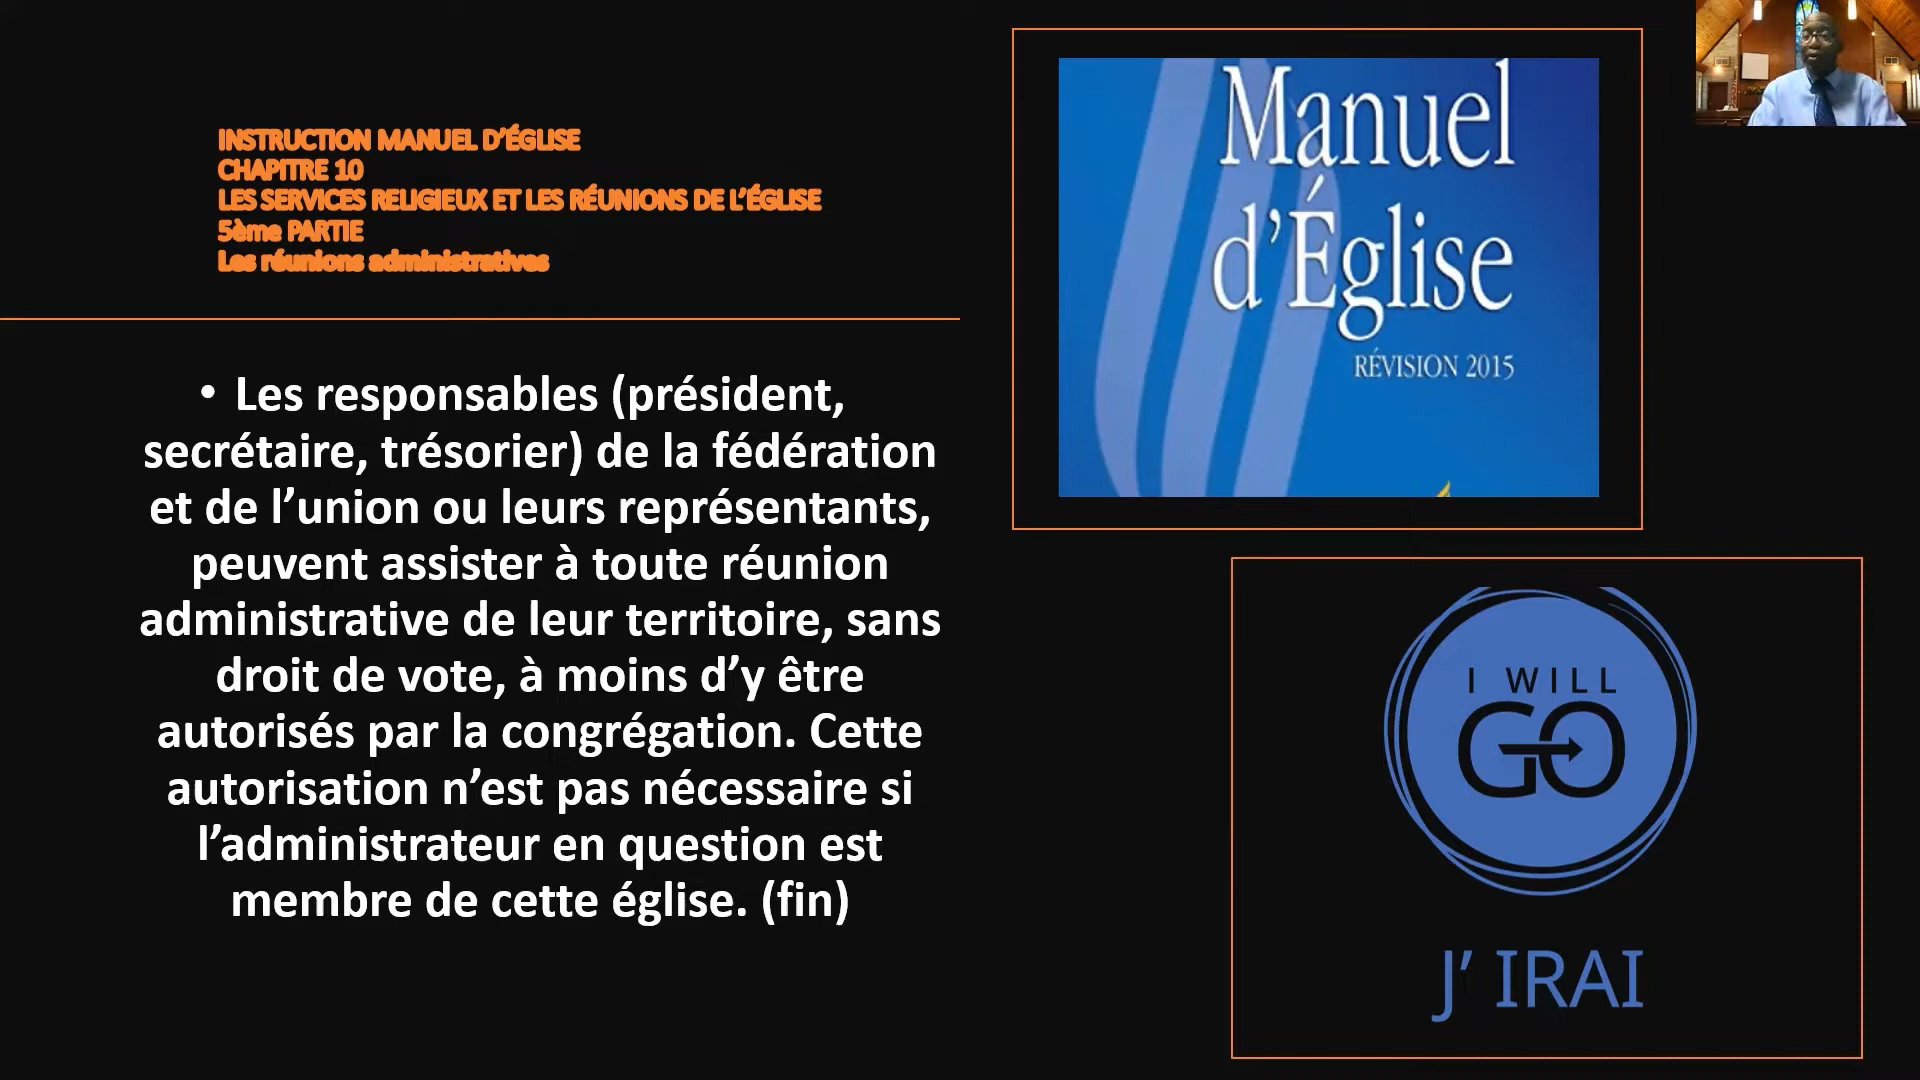 INSTRUCTION MANUEL D’ÉGLISE
CHAPITRE 10
LES SERVICES RELIGIEUX ET LES RÉUNIONS DE L’ÉGLISE
5ème PARTIE
Les réunions administratives
• Les responsables (président,
secrétaire, trésorier) de la fédération
et de l’union ou leurs représentants,
peuvent assister à toute réunion
administrative de leur territoire, sans
droit de vote, à moins d’y être
autorisés par la congrégation. Cette
autorisation n’est pas nécessaire si
l’administrateur en question est
membre de cette église. (fin)
Manuel
d’Église
RÉVISION 2015
I WILL
GO
J’ IRAI